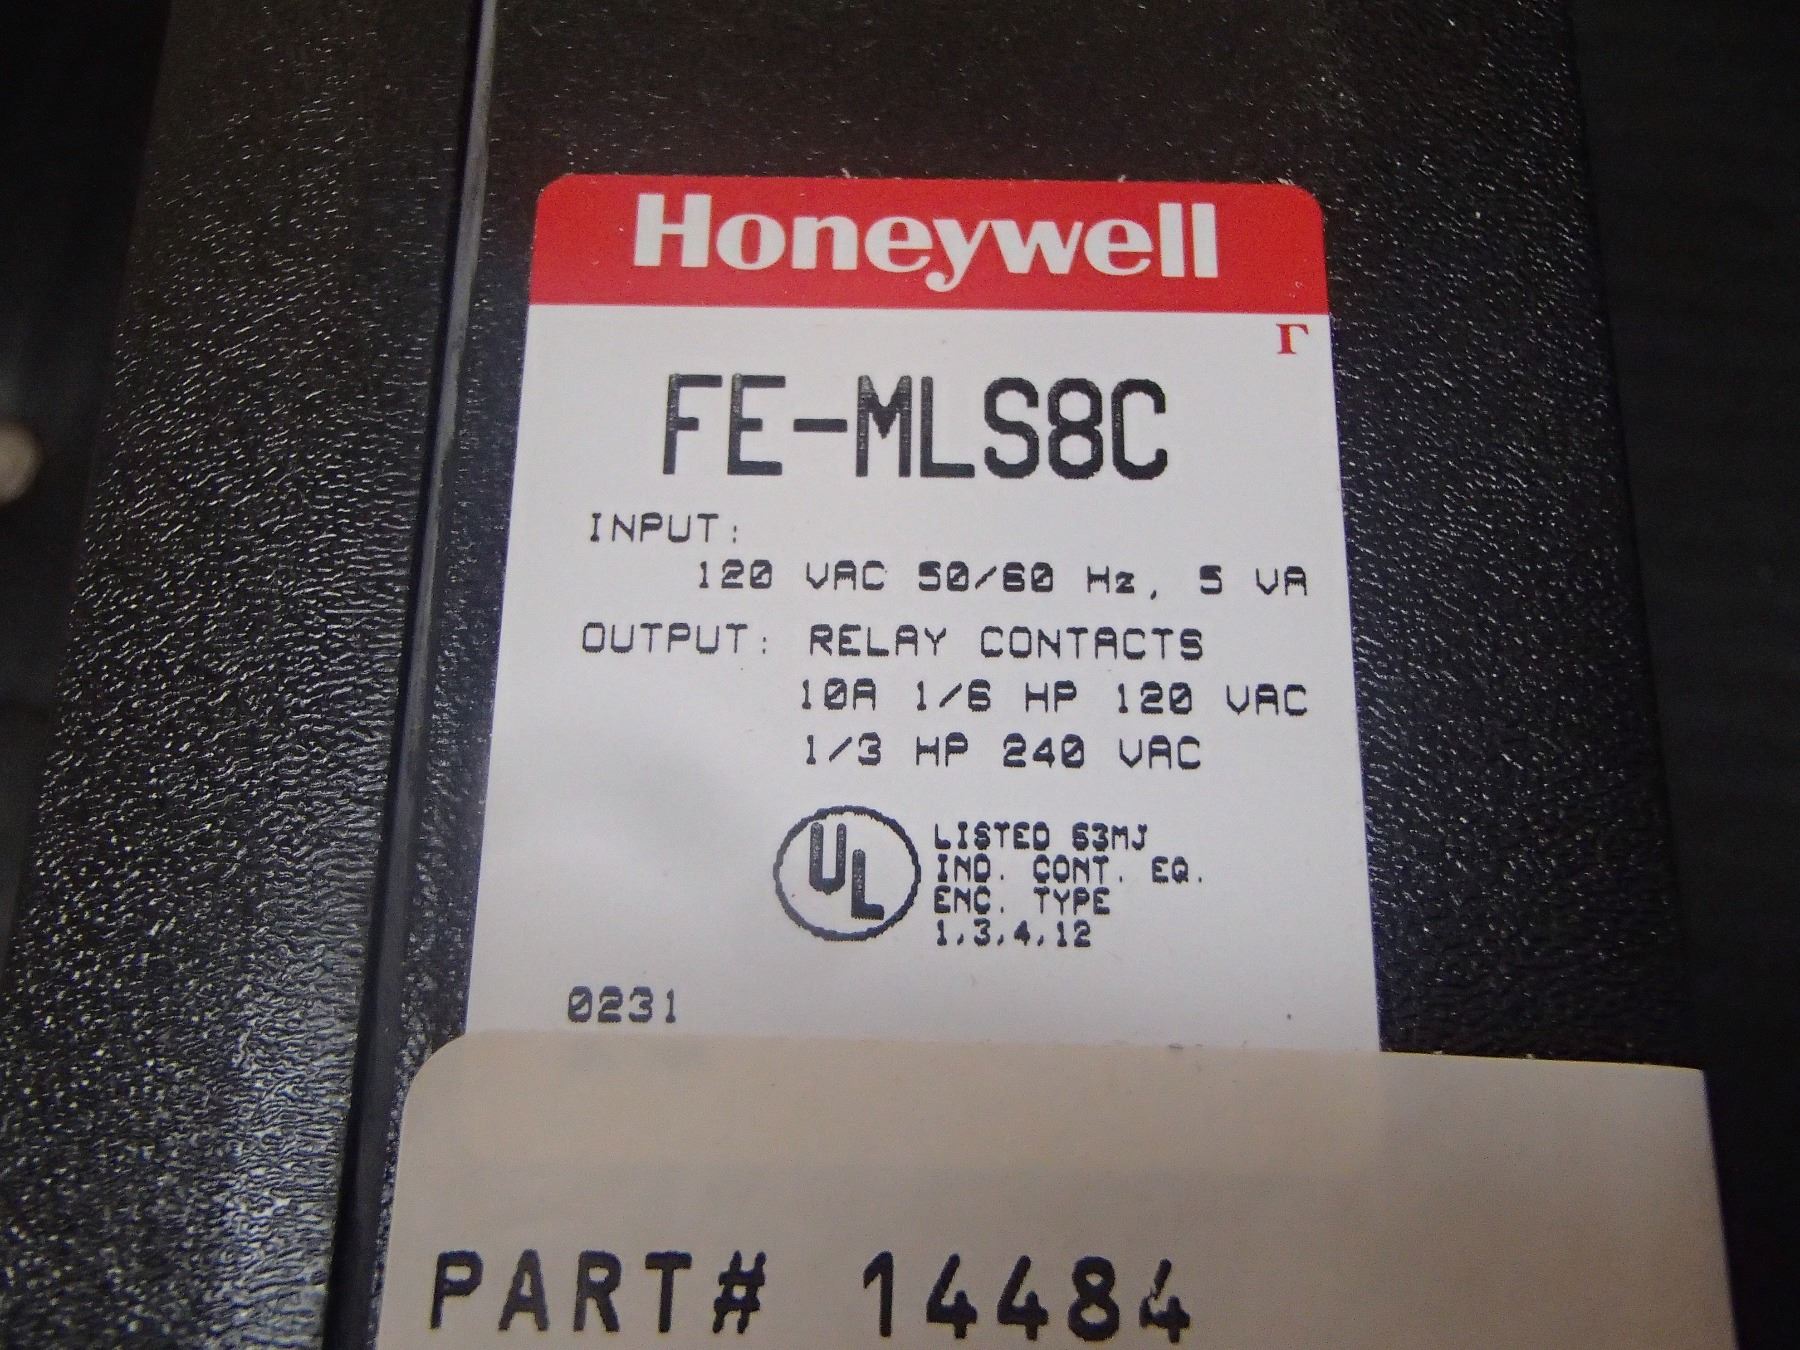 Honeywell
r
FE-MLS8C
INPUT:
120 VAC 50/60 Hz, 5 VA
OUTPUT: RELAY CONTACTS
10A 1/6 HP 120 VAC
1/3 HP 240 VAC
UL
LISTED 63MJ
IND. CONT. EQ.
ENC. TYPE
1,3,4,12
0231
PART# 14484